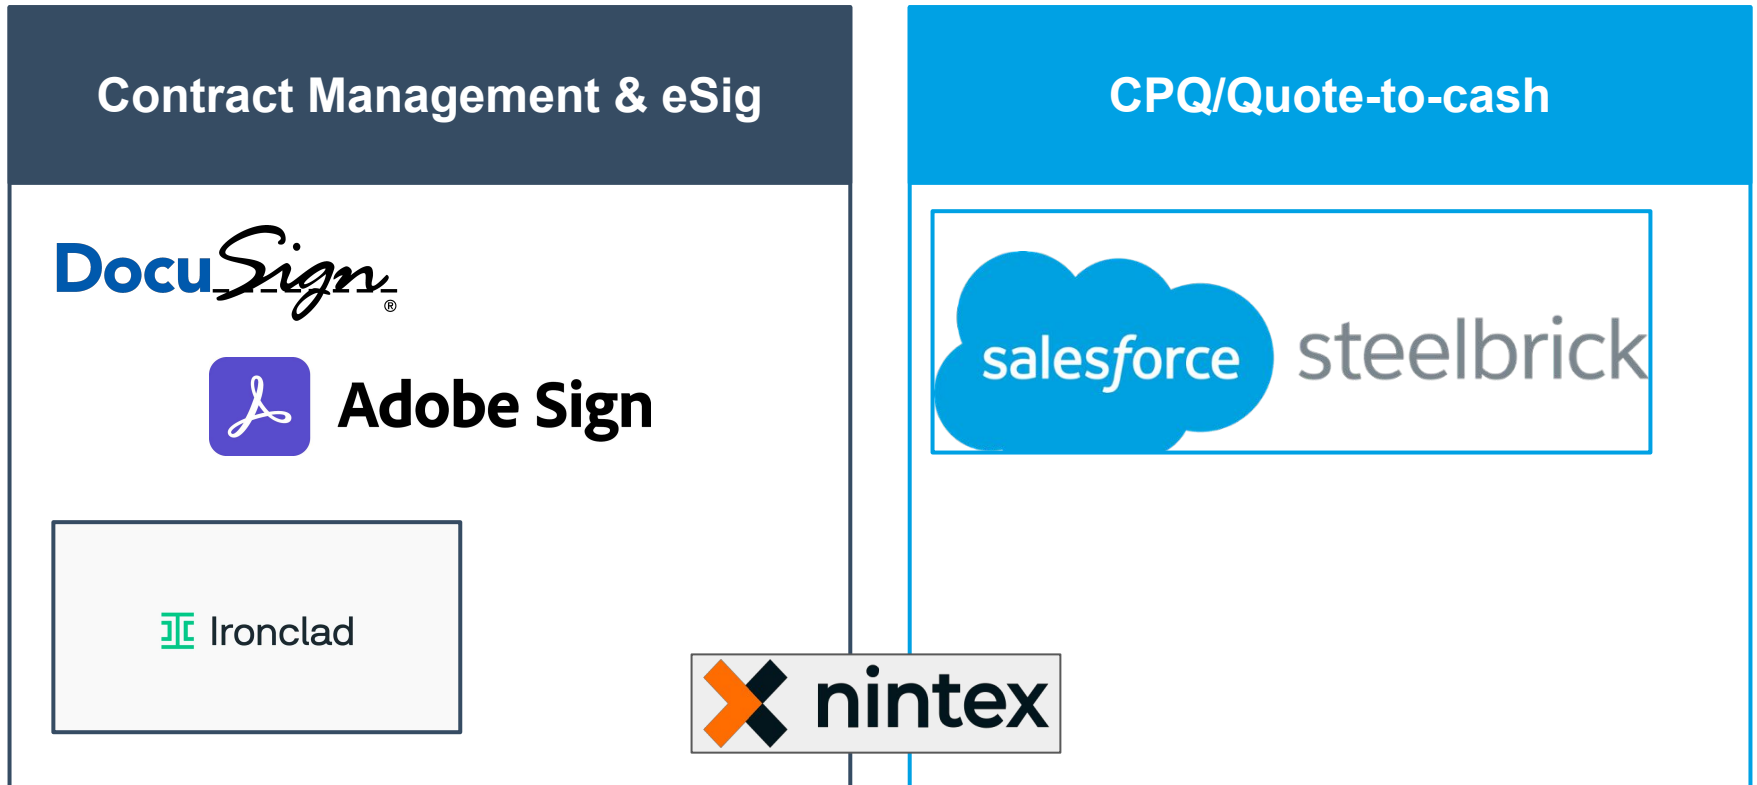 Contract Management & eSig
CPQ/Quote-to-cash
DocuSign®
Adobe Sign
Ironclad
salesforce
steelbrick
nintex